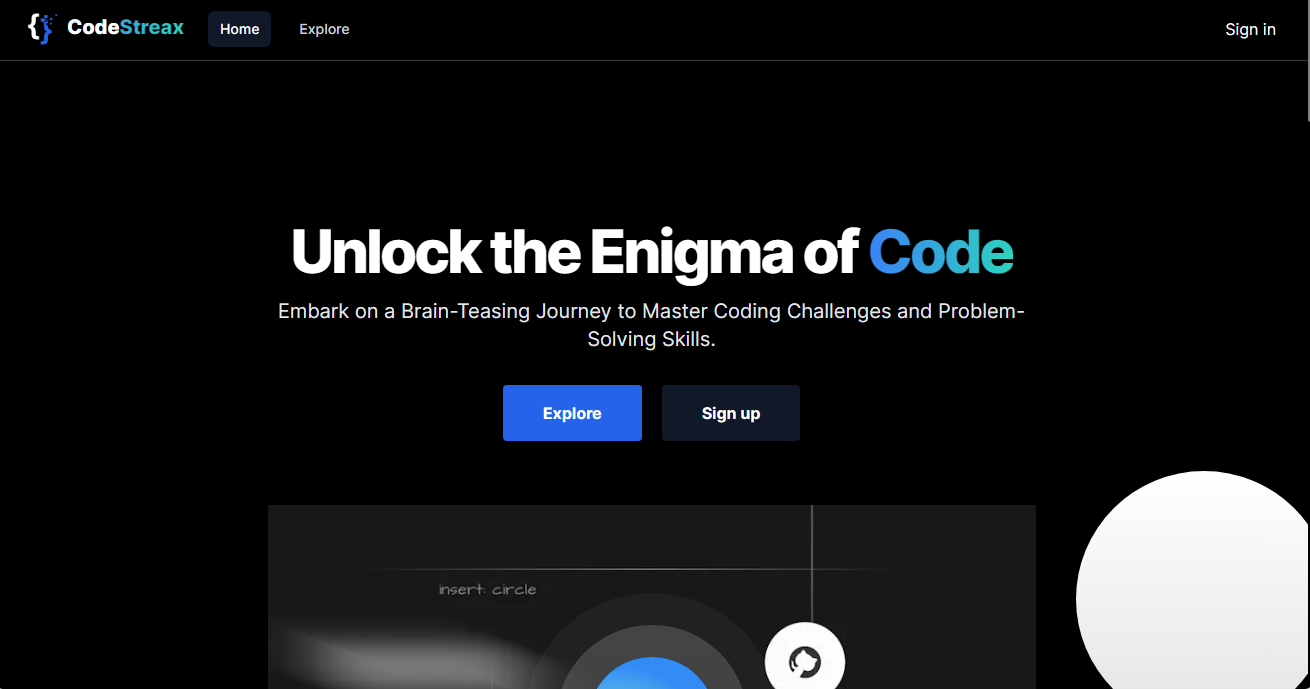 CodeStreax
Home
Explore
Sign in
Unlock the Enigma of Code
Embark on a Brain-Teasing Journey to Master Coding Challenges and Problem-
Solving Skills.
Explore
Sign up
insert: circle